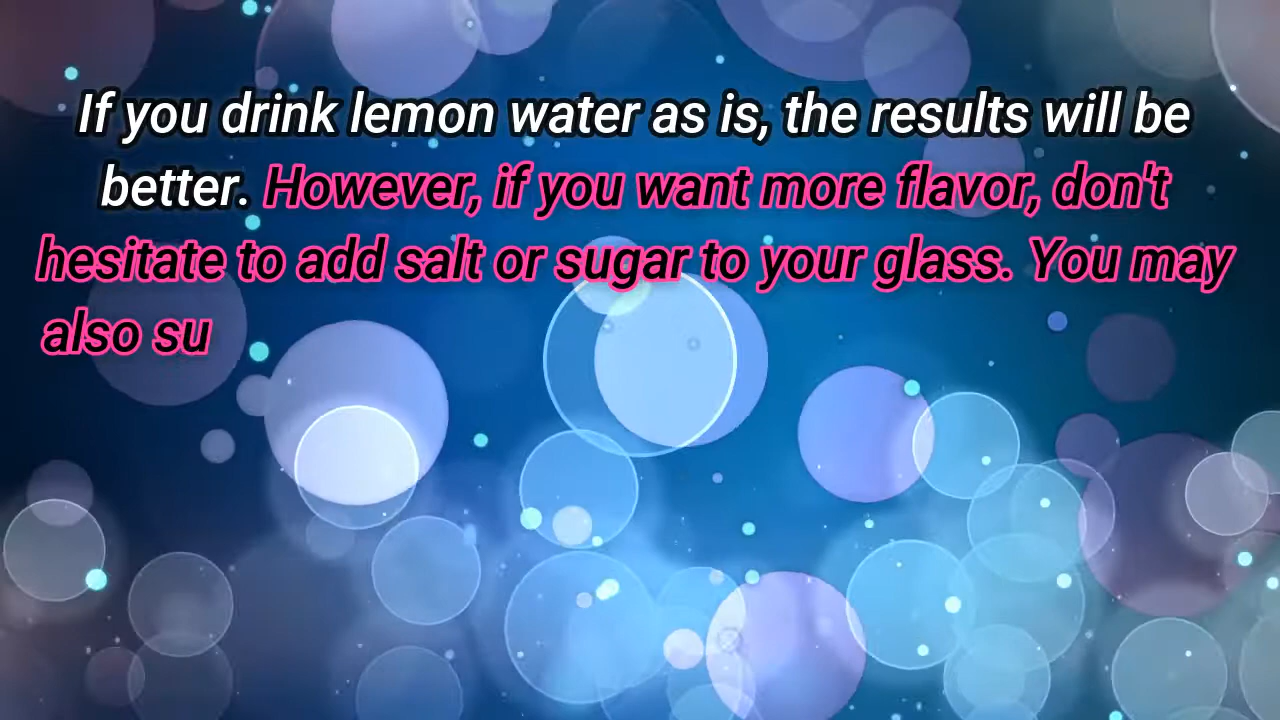 If you drink lemon water as is, the results will be
better. However, if you want more flavor, don't
hesitate to add salt or sugar to your glass. You may
also su